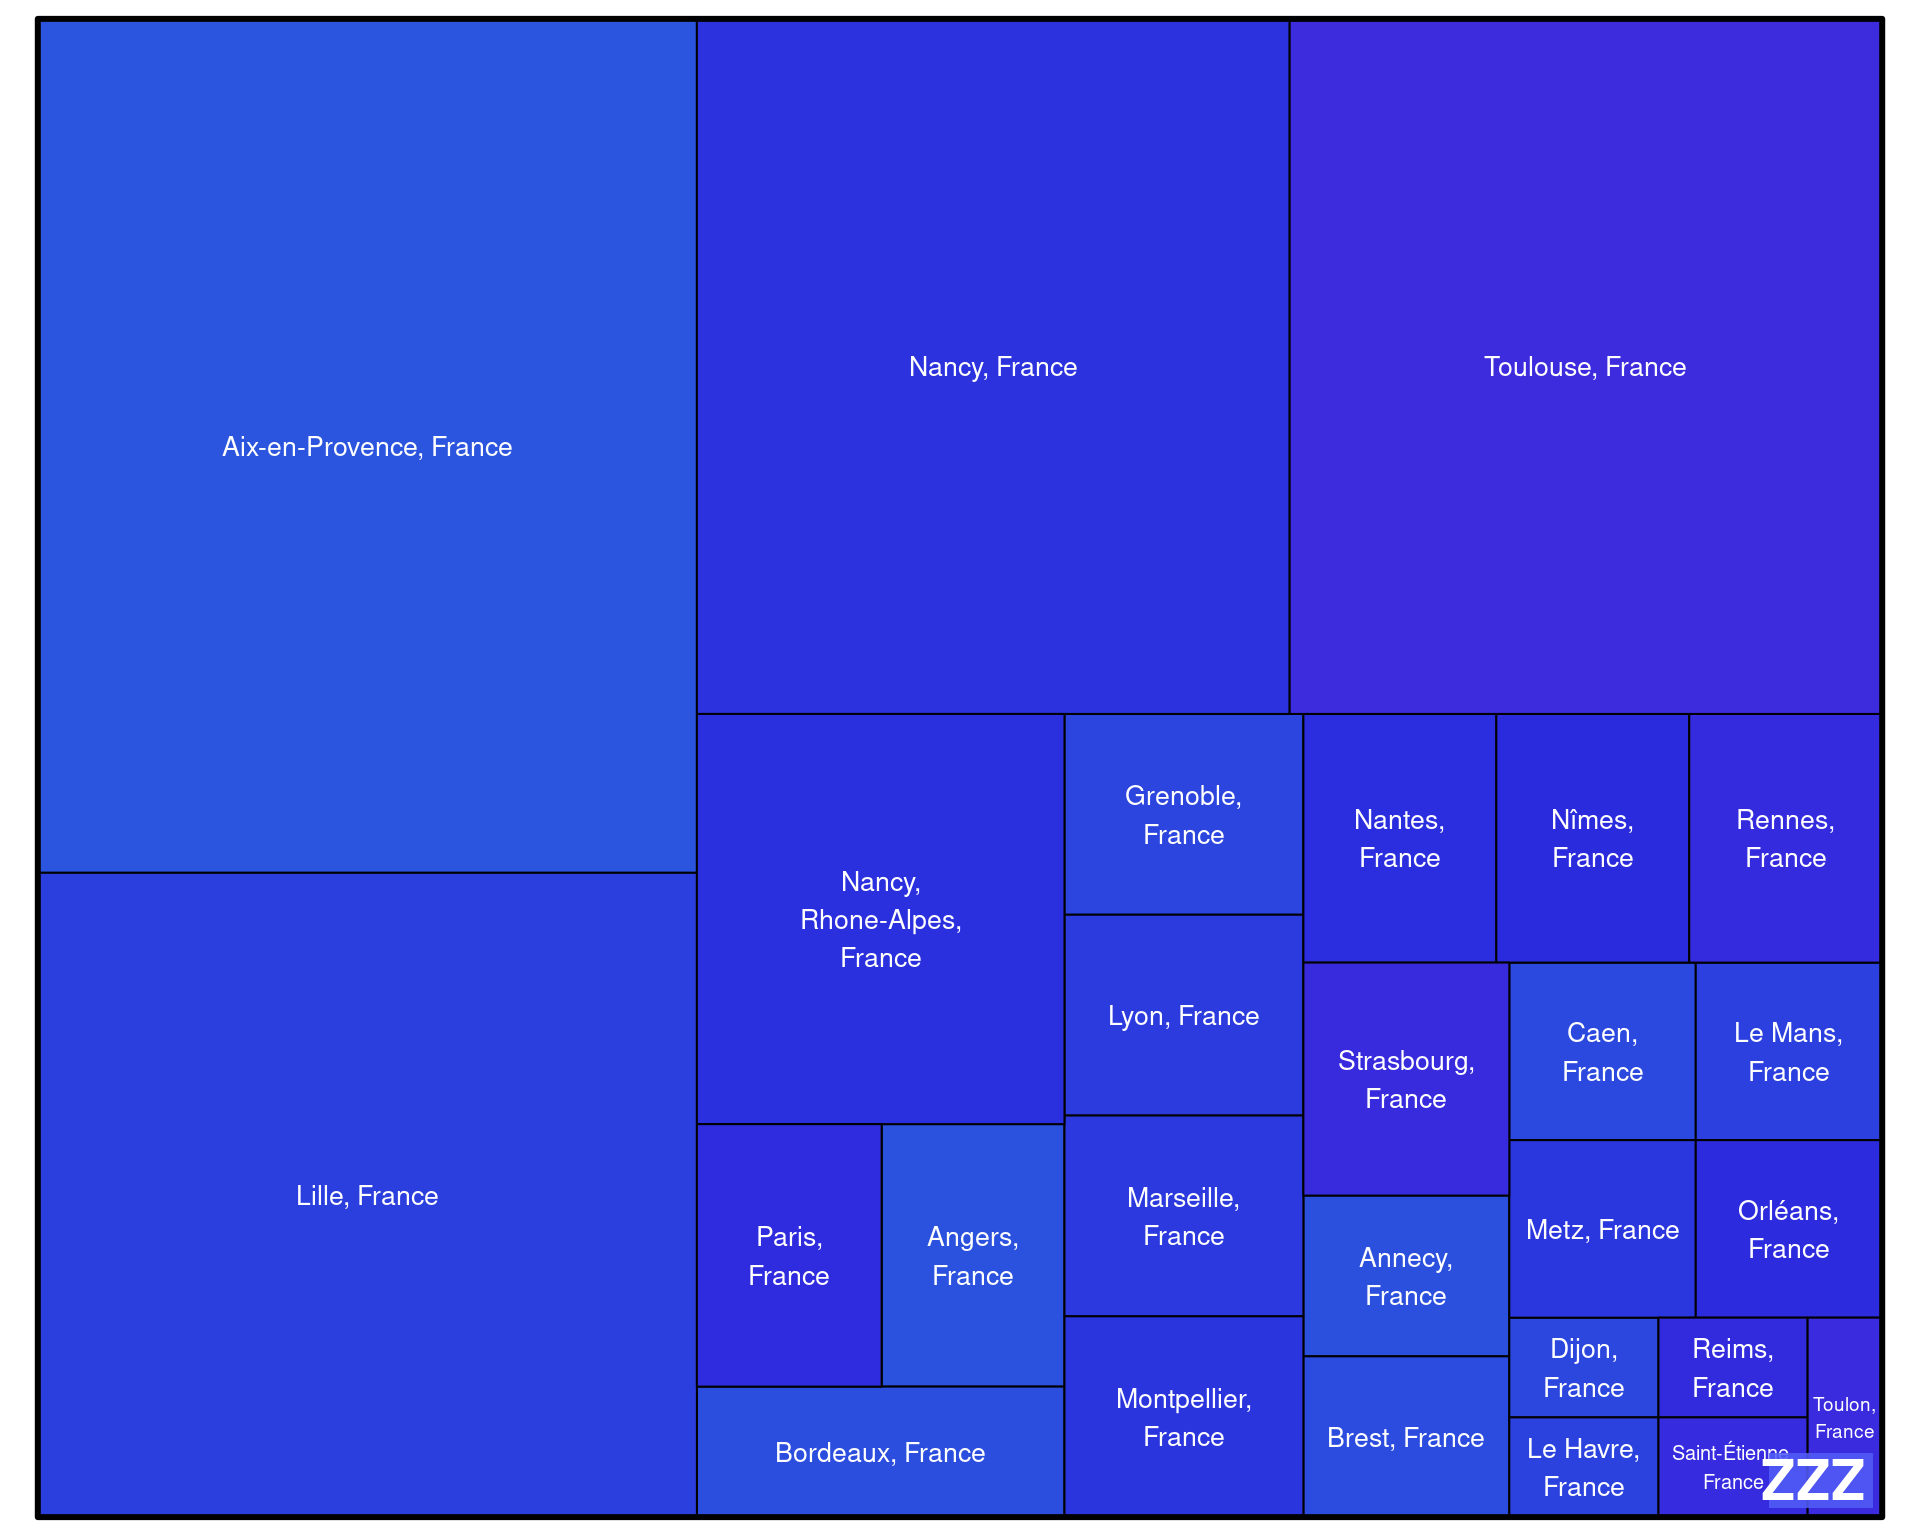 Aix-en-Provence, France
Lille, France
Nancy, France
Toulouse, France
Nancy,
Rhone-Alpes,
France
Paris,
France
Angers,
France
Bordeaux, France
Grenoble,
France
Lyon, France
Marseille,
France
Montpellier,
France
Nantes,
France
Nîmes,
France
Rennes,
France
Strasbourg,
France
Annecy,
France
Brest, France
Caen,
France
Le Mans,
France
Metz, France
Orléans,
France
Dijon,
France
Le Havre,
France
Reims,
France
Saint-Étienne
France
Toulon,
France
ZZZ